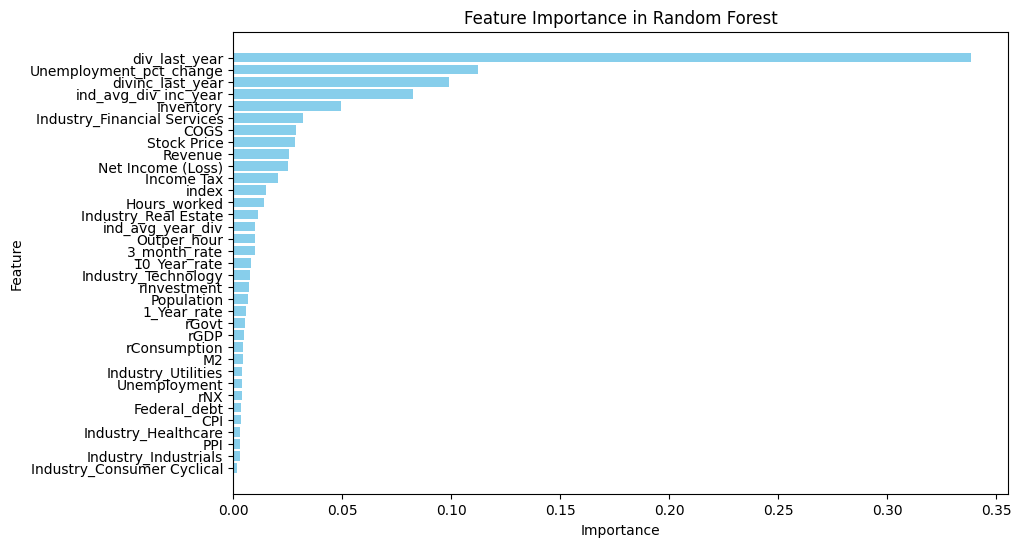 Feature Importance in Random Forest
div_last_year
Unemployment_pct_change
divinc_last_year
ind_avg_div_inc_year
Inventory
Industry_Financial Services
COGS
Stock Price
Revenue
Net Income (Loss)
Income Tax
index
Hours_worked
Industry_Real Estate
ind_avg_year_div
Outper_hour
3_month_rate
10_Year_rate
Industry_Technology
rInvestment
Population
1_Year_rate
rGovt
rGDP
rConsumption
M2
Industry_Utilities
Unemployment
rNX
Federal_debt
CPI
Industry_Healthcare
PPI
Industry_Industrials
Industry_Consumer Cyclical
Feature
0.00 0.05 0.10 0.15 0.20 0.25 0.30 0.35
Importance